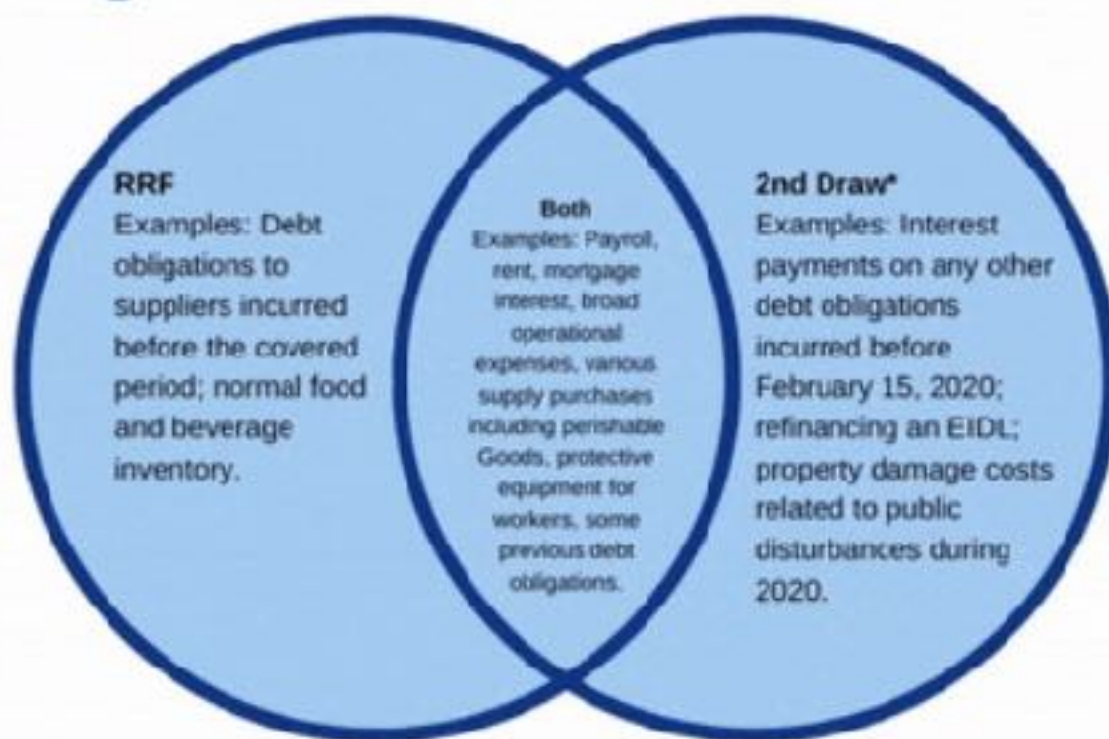 RRF
Examples: Debt
obligations to
suppliers incurred
before the covered
period; normal food
and beverage
inventory.
Both
Examples: Payroll,
rent, mortgage
interest, broad
operational
expenses, various
supply purchases
including perishable
Goods, protective
equipment for
workers, some
previous debt
obligations.
2nd Draw*
Examples: Interest
payments on any other
debt obligations
incurred before
February 15, 2020;
refinancing an EIDL;
property damage costs
related to public
disturbances during
2020.